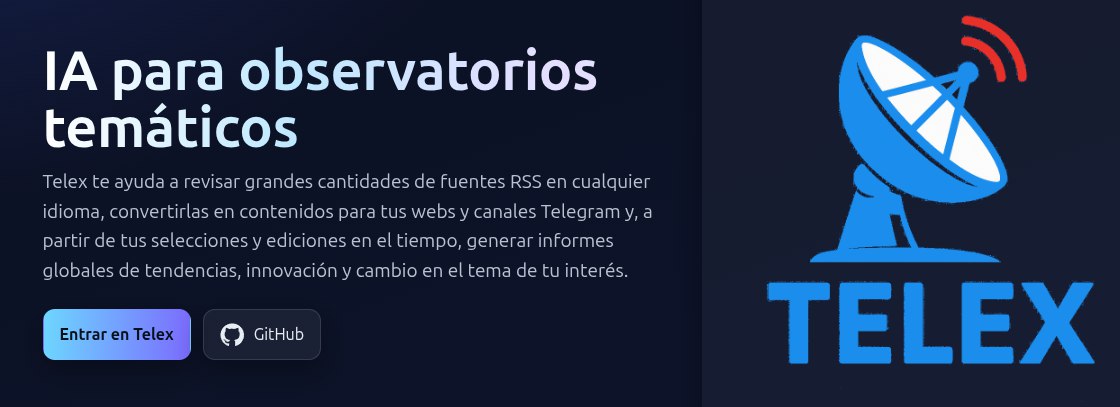 IA para observatorios
temáticos
Telex te ayuda a revisar grandes cantidades de fuentes RSS en cualquier
idioma, convertirlas en contenidos para tus webs y canales Telegram y, a
partir de tus selecciones y ediciones en el tiempo, generar informes
globales de tendencias, innovación y cambio en el tema de tu interés.
Entrar en Telex
GitHub
TELEX